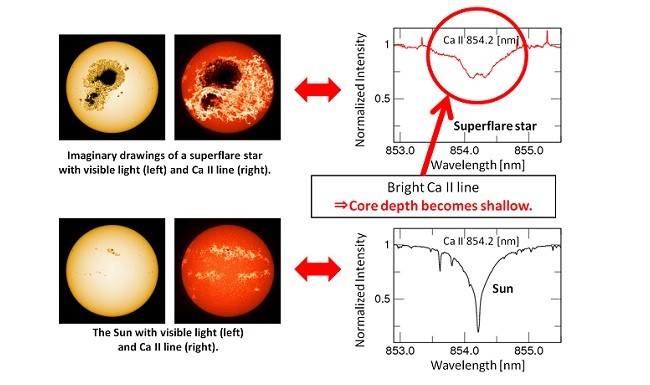 Ca II 854.2 [nm]
Normalized Intensity
1
0.5
Superflare star
853.0 854.0 855.0
Wavelength [nm]
Imaginary drawings of a superflare star
with visible light (left) and Ca II line (right).
Bright Ca II line
⇒Core depth becomes shallow.
Ca II 854.2 [nm]
Normalized Intensity
1
0.5
Sun
853.0 854.0 855.0
Wavelength [nm]
The Sun with visible light (left)
and Ca II line (right).